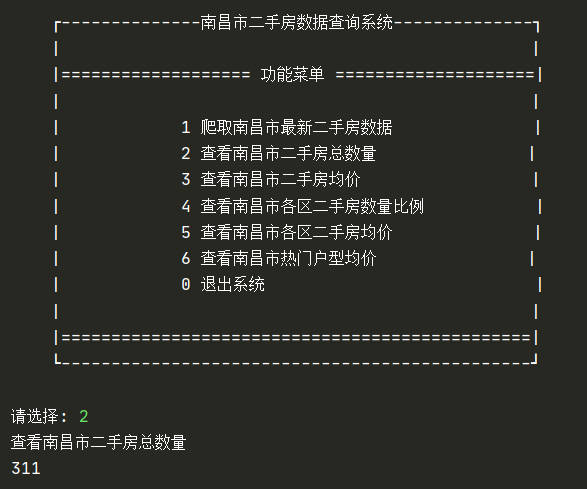 ┌--------------南昌市二手房数据查询系统--------------┐
|                                               |
|=================== 功能菜单 ====================|
|                                               |
|            1 爬取南昌市最新二手房数据              |
|            2 查看南昌市二手房总数量               |
|            3 查看南昌市二手房均价                 |
|            4 查看南昌市各区二手房数量比例           |
|            5 查看南昌市各区二手房均价              |
|            6 查看南昌市热门户型均价               |
|            0 退出系统                           |
|                                               |
|===============================================|
└-----------------------------------------------┘
请选择: 2
查看南昌市二手房总数量
311